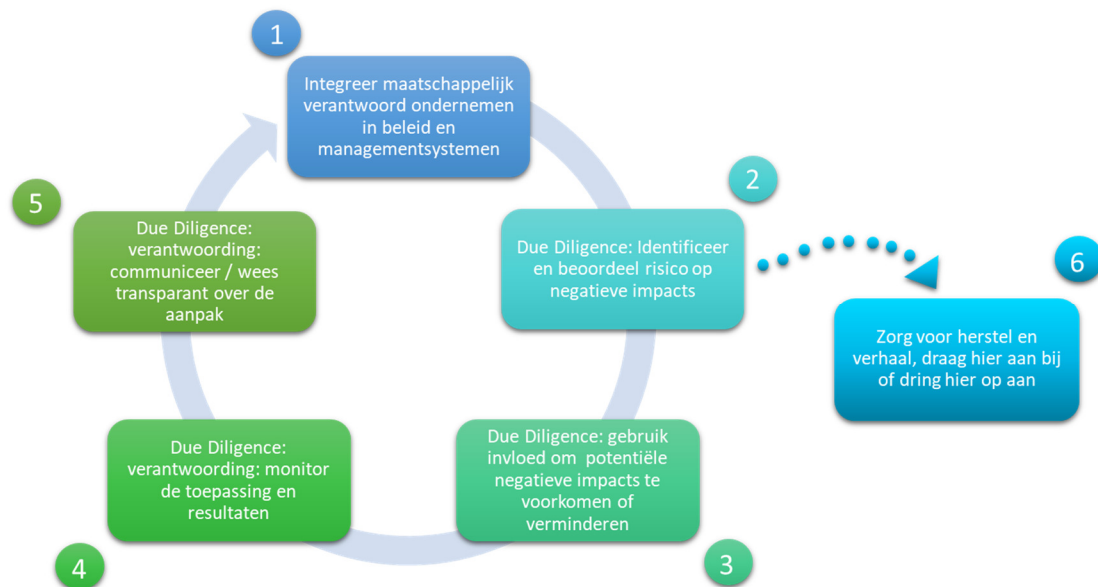 1
Integreer maatschappelijk
verantwoord ondernemen
in beleid en
managementsystemen
2
Due Diligence: Identificeer
en beoordeel risico op
negatieve impacts
3
Due Diligence: gebruik
invloed om potentiële
negatieve impacts te
voorkomen of
verminderen
4
Due Diligence:
verantwoording: monitor
de toepassing en
resultaten
5
Due Diligence:
verantwoording:
communiceer / wees
transparant over de
aanpak
6
Zorg voor herstel en
verhaal, draag hier aan bij
of dring hier op aan